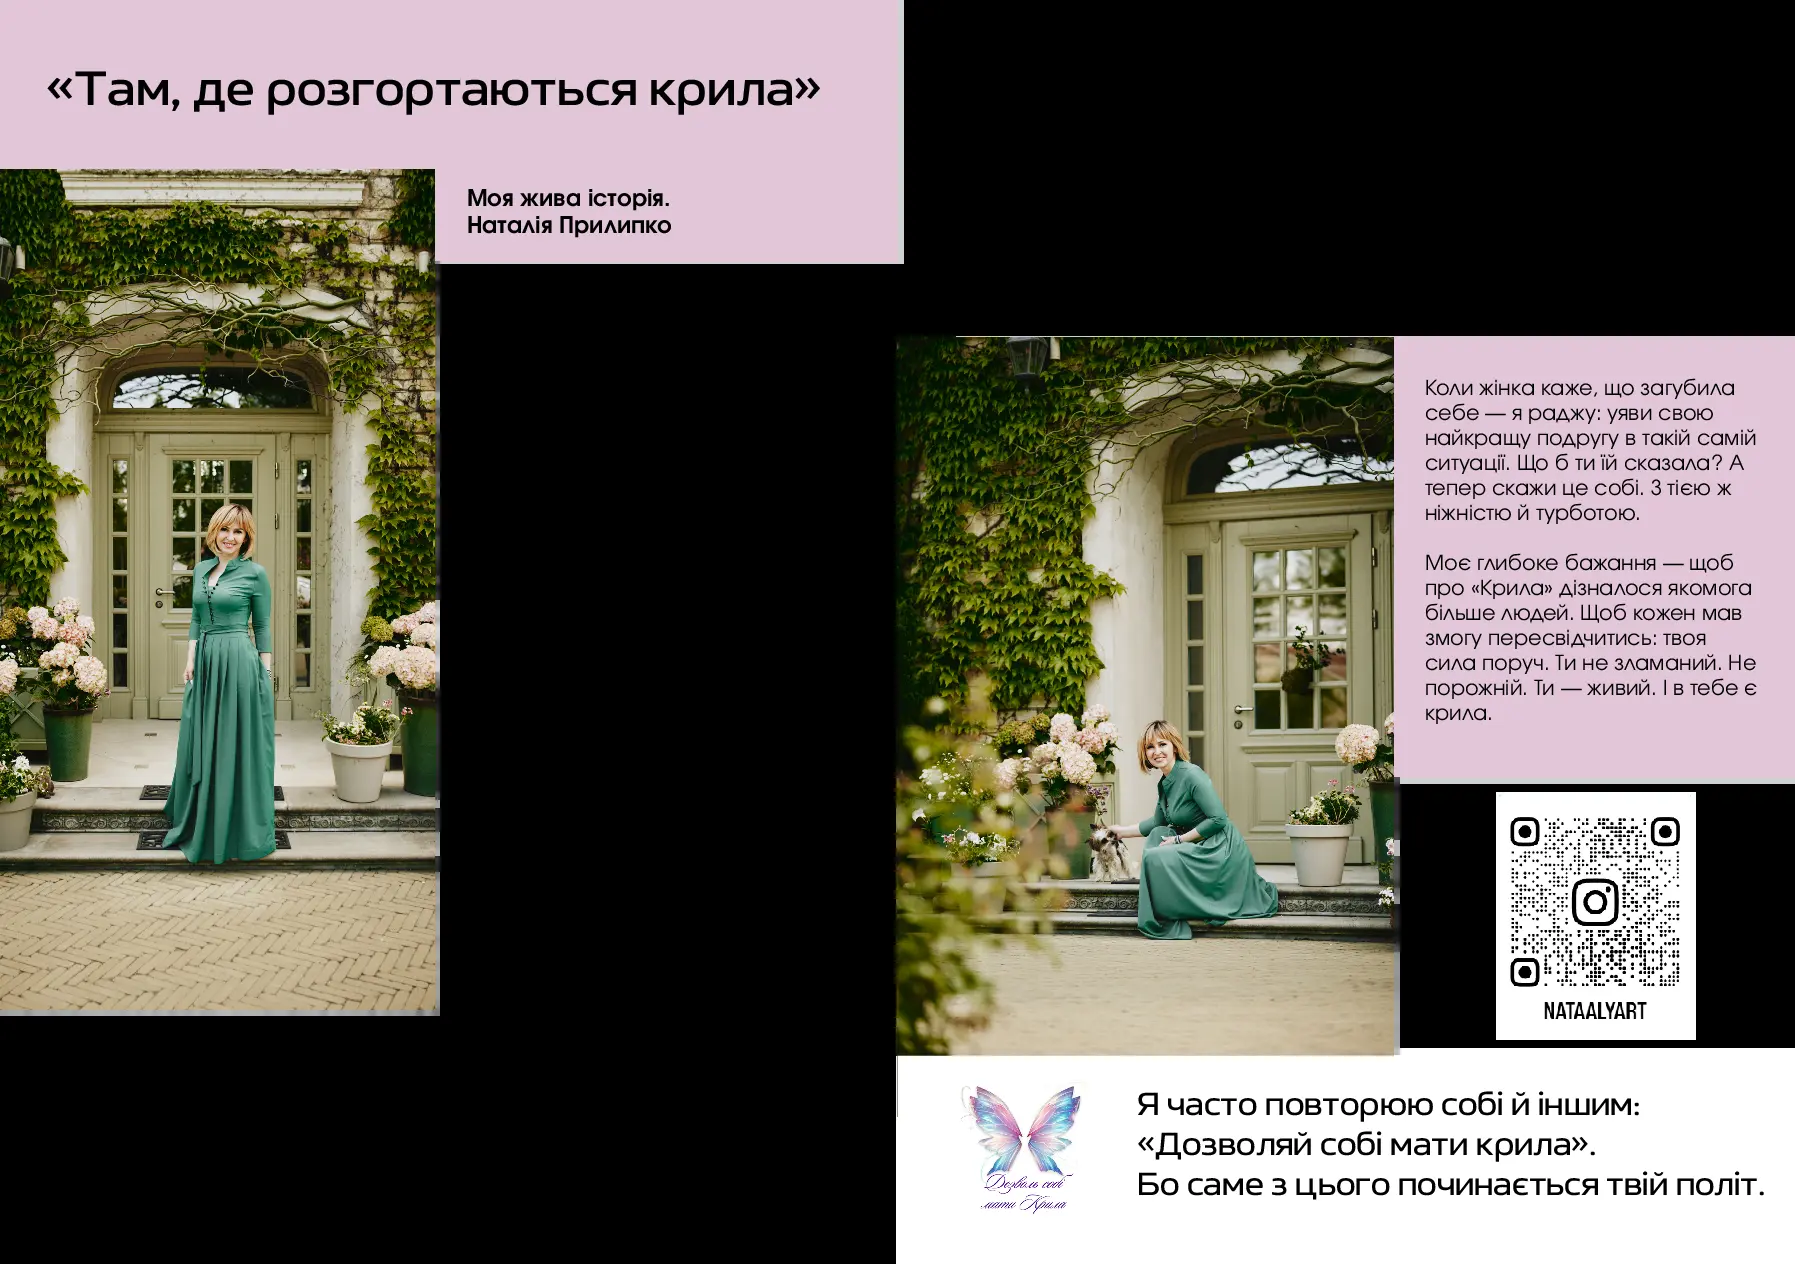 «Там, де розгортаються крила»
Моя жива історія.
Наталія Прилипко
Коли жінка каже, що загубила
себе — я раджу: уяви свою
найкращу подругу в такій самій
ситуації. Що б ти їй сказала? А
тепер скажи це собі. З тією ж
ніжністю й турботою.
Моє глибоке бажання — щоб
про «Крила» дізналося якомога
більше людей. Щоб кожен мав
змогу пересвідчитись: твоя
сила поруч. Ти не зламаний. Не
порожній. Ти — живий. І в тебе є
крила.
NATAALYART
Дозволь собі
мати Крила
Я часто повторюю собі й іншим:
«Дозволяй собі мати крила».
Бо саме з цього починається твій політ.